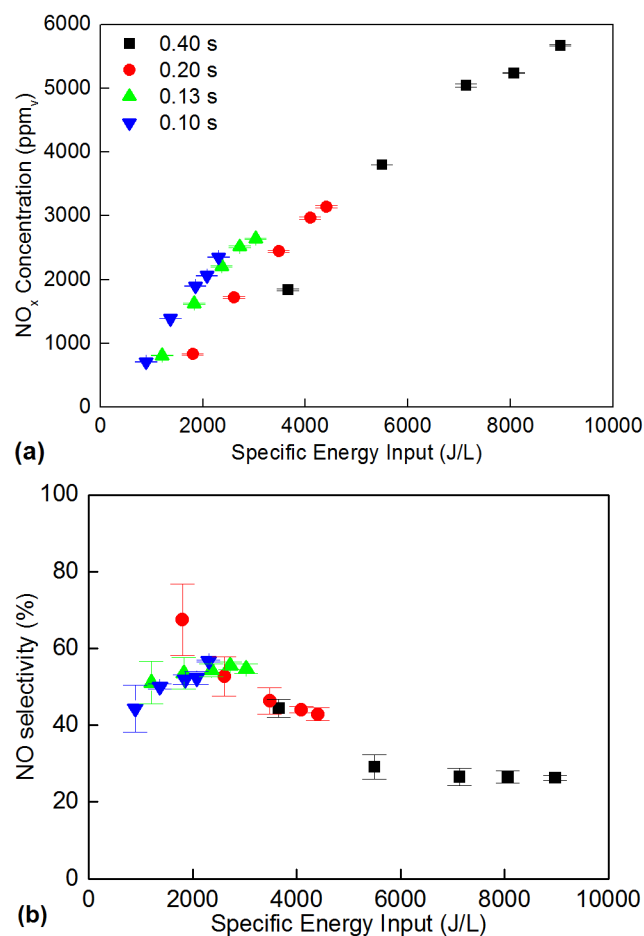 6000
5000
4000
3000
2000
1000
0
NOx Concentration (ppmv)
0.40 s
0.20 s
0.13 s
0.10 s
0 2000 4000 6000 8000 10000
(a) Specific Energy Input (J/L)
100
80
60
40
20
0
NO selectivity (%)
0 2000 4000 6000 8000 10000
(b) Specific Energy Input (J/L)